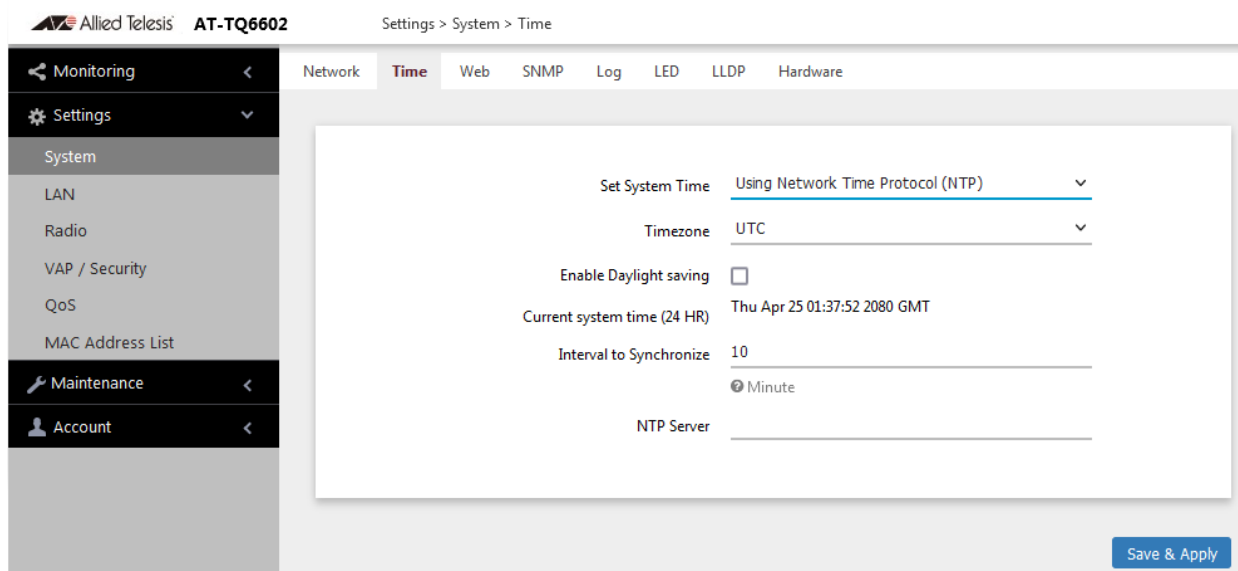 Allied Telesis AT-TQ6602 Settings > System > Time
Monitoring
Network Time Web SNMP Log LED LLDP Hardware
Settings
System
LAN
Radio
VAP / Security
QoS
MAC Address List
Maintenance
Account
Set System Time Using Network Time Protocol (NTP)
Timezone UTC
Enable Daylight saving
Current system time (24 HR) Thu Apr 25 01:37:52 2080 GMT
Interval to Synchronize 10
Minute
NTP Server
Save & Apply